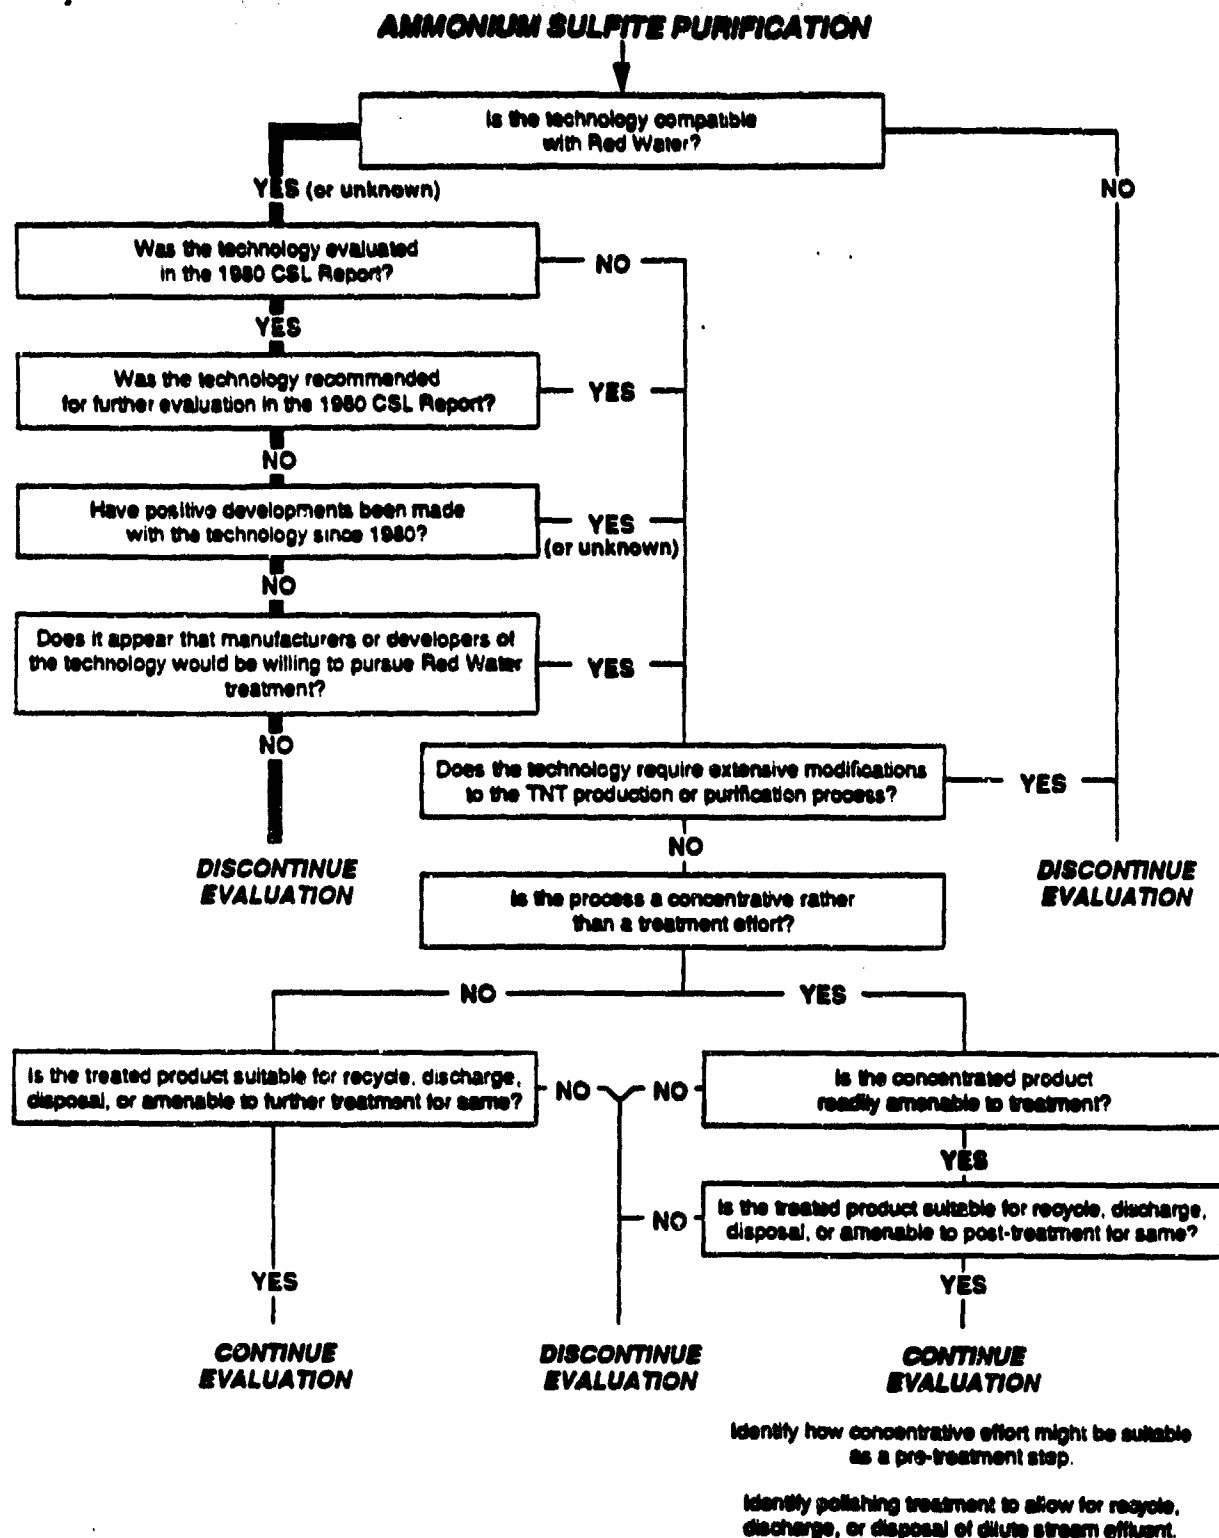 AMMONIUM SULFITE PURIFICATION
Is the technology compatible
with Red Water?
YES (or unknown)
NO
Was the technology evaluated
in the 1980 CSL Report?
NO
YES
Was the technology recommended
for further evaluation in the 1980 CSL Report?
YES
NO
Have positive developments been made
with the technology since 1980?
YES
(or unknown)
NO
Does it appear that manufacturers or developers of
the technology would be willing to pursue Red Water
treatment?
YES
NO
Does the technology require extensive modifications
to the TNT production or purification process?
YES
NO
DISCONTINUE
EVALUATION
DISCONTINUE
EVALUATION
Is the process a concentrative rather
than a treatment effort?
NO
YES
Is the treated product suitable for recycle, discharge,
disposal, or amenable to further treatment for same?
NO
NO
Is the concentrated product
readily amenable to treatment?
YES
NO
Is the treated product suitable for recycle, discharge,
disposal, or amenable to post-treatment for same?
YES
YES
CONTINUE
EVALUATION
DISCONTINUE
EVALUATION
CONTINUE
EVALUATION
Identify how concentrative effort might be suitable
as a pre-treatment step.
Identify polishing treatment to allow for recycle,
discharge, or disposal of dilute stream effluent.